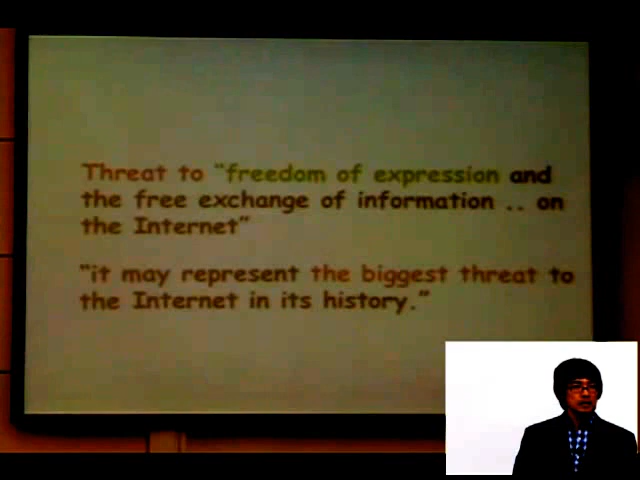 Threat to "freedom of expression and
the free exchange of information .. on
the Internet"
"it may represent the biggest threat to
the Internet in its history."